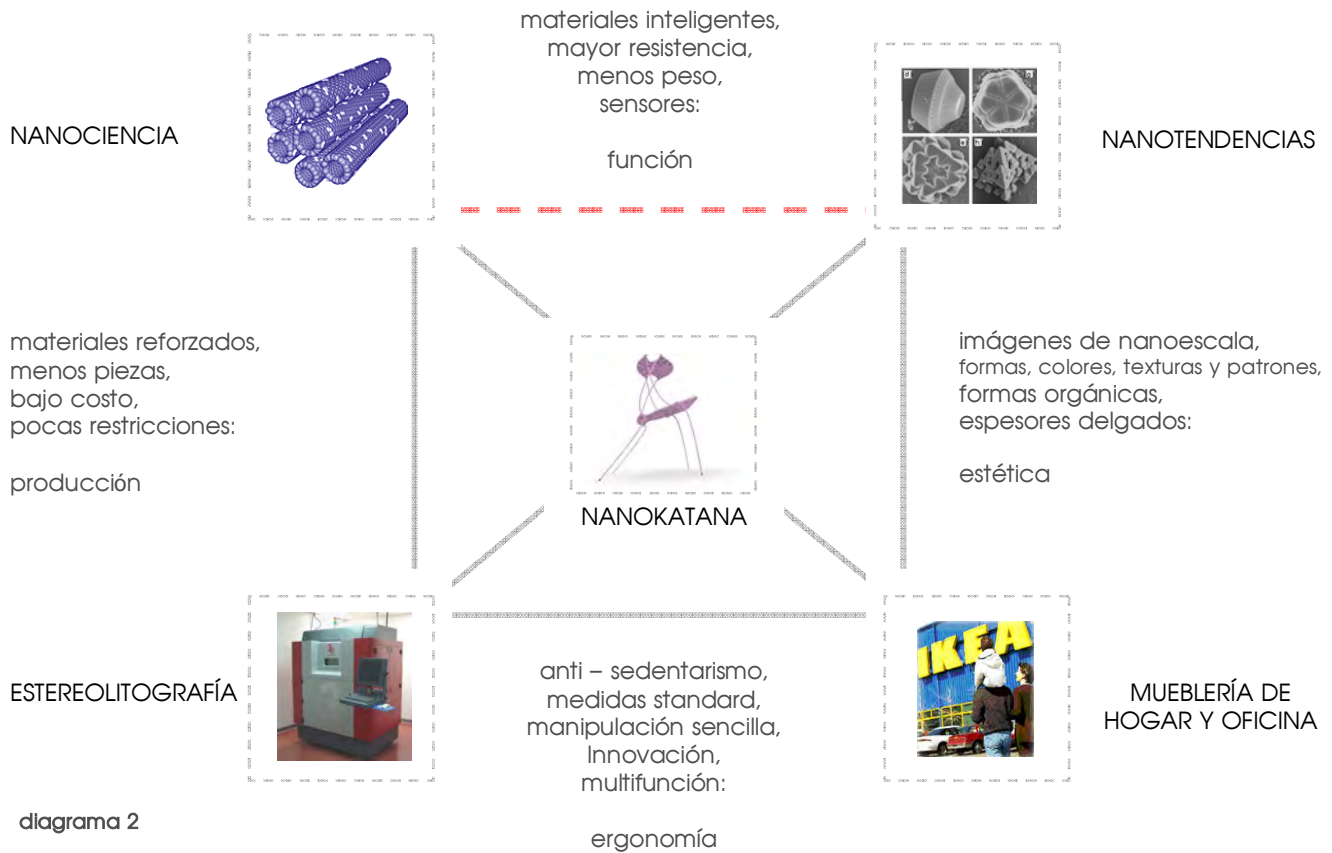 materiales inteligentes,
mayor resistencia,
menos peso,
sensores:
función
NANOCIENCIA
NANOTENDENCIAS
materiales reforzados,
menos piezas,
bajo costo,
pocas restricciones:
producción
imágenes de nanoescala,
formas, colores, texturas y patrones,
formas orgánicas,
espesores delgados:
estética
NANOKATANA
ESTEREOLITOGRAFÍA
IKEA
anti – sedentarismo,
medidas standard,
manipulación sencilla,
Innovación,
multifunción:
ergonomía
MUEBLERÍA DE
HOGAR Y OFICINA
diagrama 2